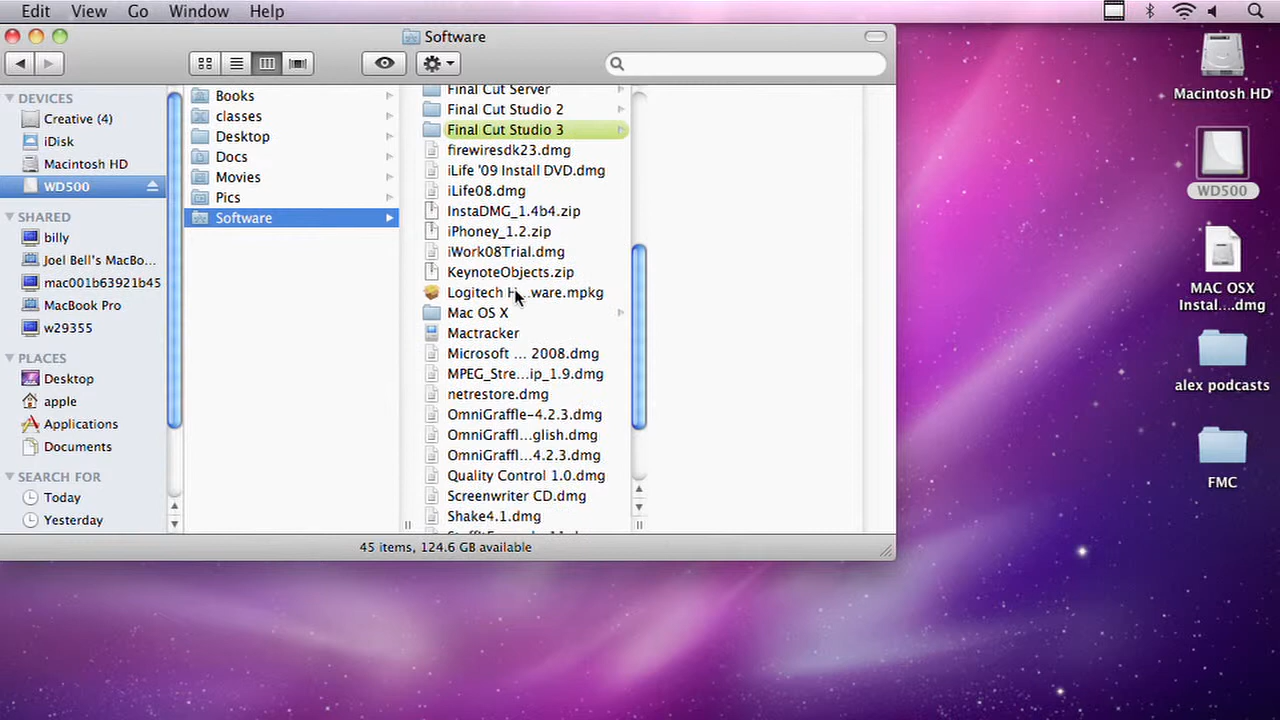 Edit View Go Window Help
Software
DEVICES
Creative (4)
iDisk
Macintosh HD
WD500
SHARED
billy
Joel Bell's MacBo...
mac001b63921b45
MacBook Pro
w29355
PLACES
Desktop
apple
Applications
Documents
SEARCH FOR
Today
Yesterday
Books
classes
Desktop
Docs
Movies
Pics
Software
Final Cut Server
Final Cut Studio 2
Final Cut Studio 3
firewiresdk23.dmg
iLife '09 Install DVD.dmg
iLife08.dmg
InstaDMG_1.4b4.zip
iPhoney_1.2.zip
iWork08Trial.dmg
KeynoteObjects.zip
Logitech ...ware.mpkg
Mac OS X
Mactracker
Microsoft ... 2008.dmg
MPEG_Stre...ip_1.9.dmg
netrestore.dmg
OmniGraffle-4.2.3.dmg
OmniGraffl...glish.dmg
OmniGraffl...4.2.3.dmg
Quality Control 1.0.dmg
Screenwriter CD.dmg
Shake4.1.dmg
45 items, 124.6 GB available
Macintosh HD
WD500
MAC OSX
Instal....dmg
alex podcasts
FMC